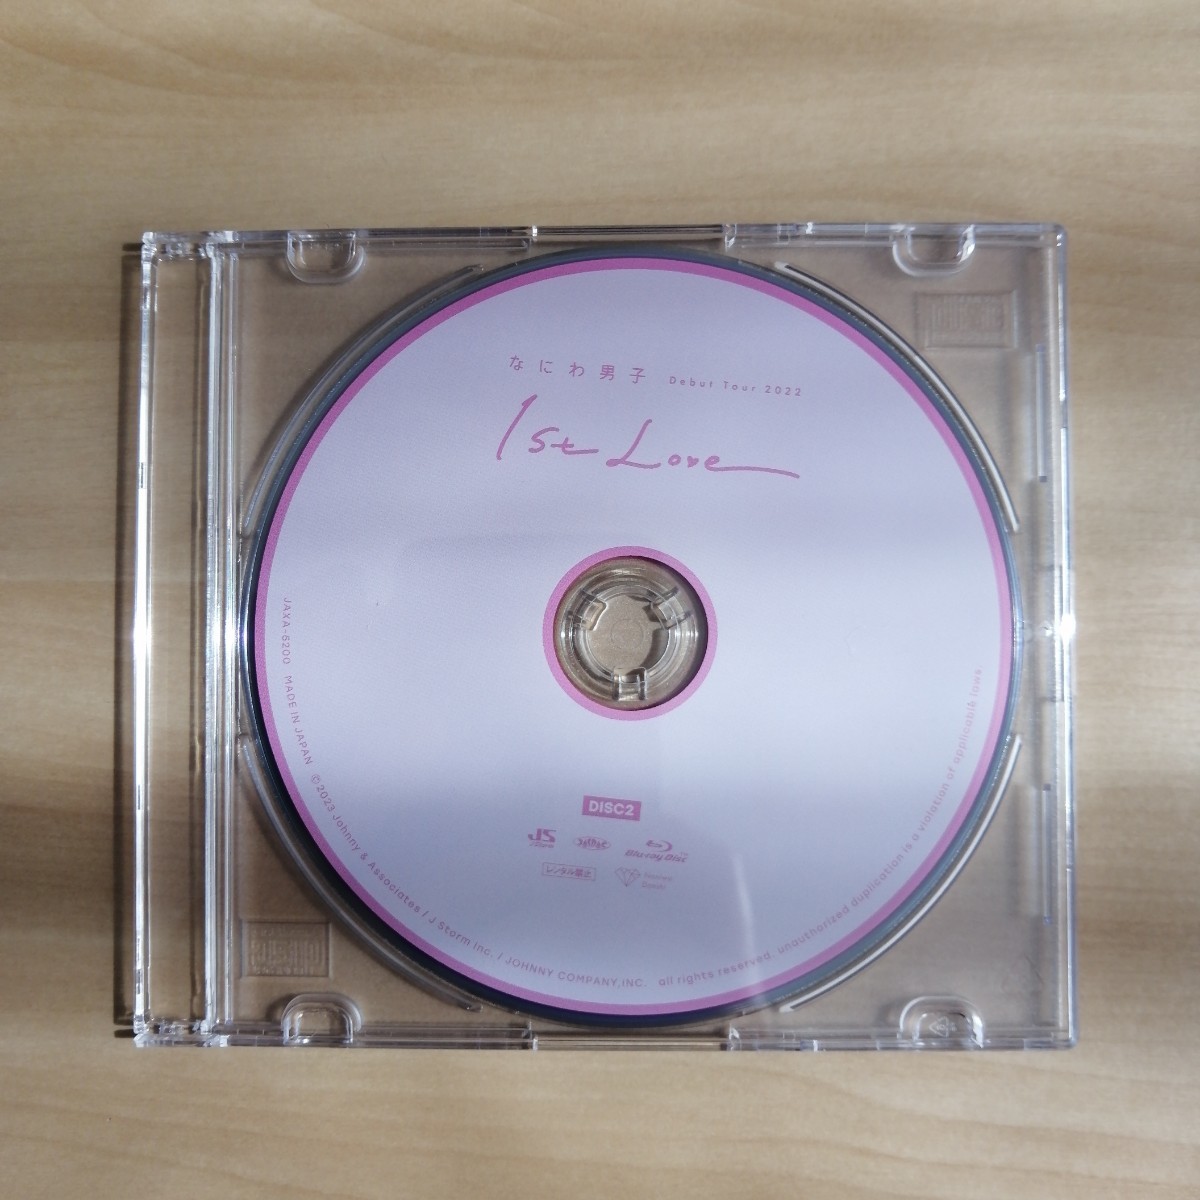 なにわ男子 Debut Tour 2022
1st Love
DISC2
JS
Blu-ray Disc
レンタル禁止
JAXA-5200 MADE IN JAPAN ©2023 Johnny & Associates / J Storm Inc. / JOHNNY COMPANY,INC. all rights reserved. unauthorized duplication is a violation of applicable laws.